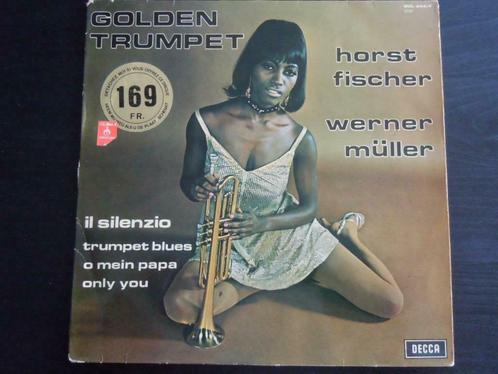 GOLDEN
TRUMPET
horst
fischer
werner
müller
169
FR.
il silenzio
trumpet blues
o mein papa
only you
DECCA